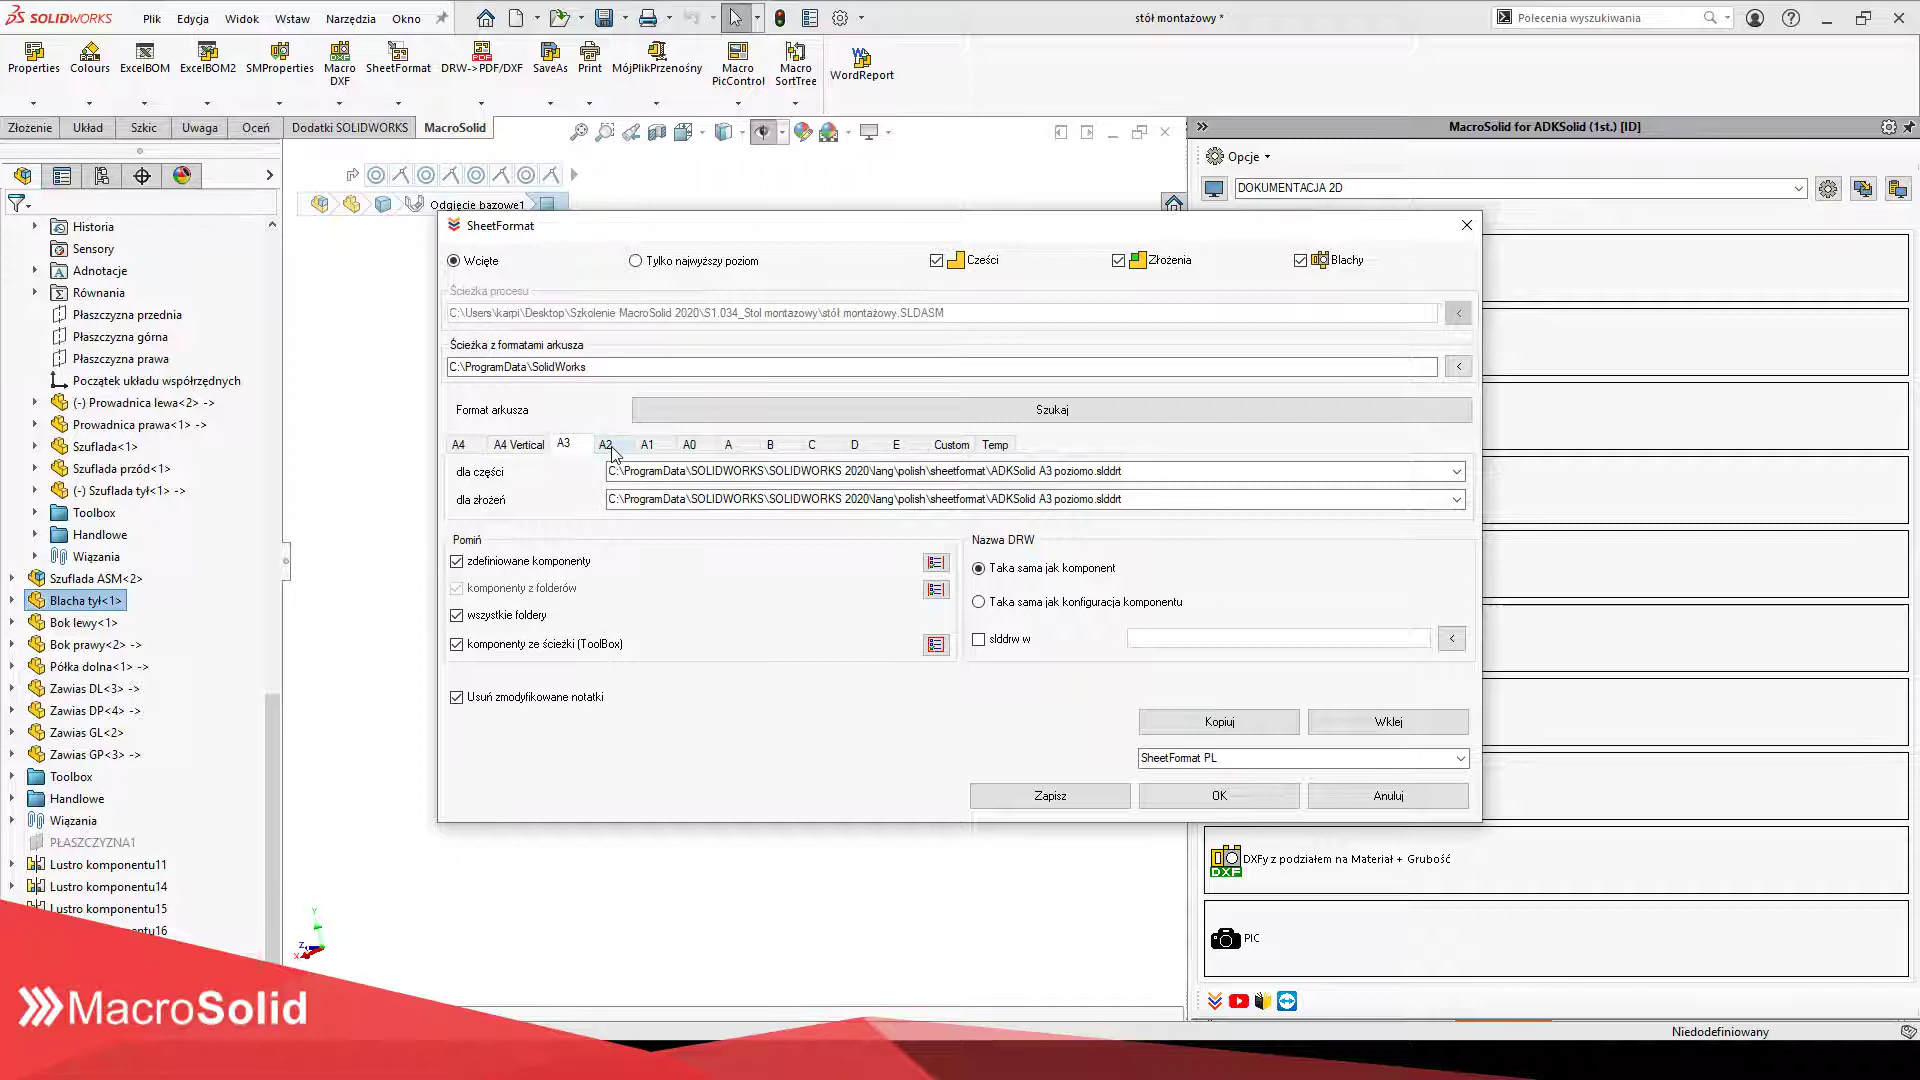 SOLIDWORKS
Plik Edycja Widok Wstaw Narzędzia Okno
stół montażowy *
Polecenia wyszukiwania
Properties Colours ExcelBOM ExcelBOM2 SMProperties Macro DXF SheetFormat DRW->PDF/DXF SaveAs Print MójPlikPrzenośny Macro PicControl Macro SortTree WordReport
Złożenie Układ Szkic Uwaga Oceń Dodatki SOLIDWORKS MacroSolid
MacroSolid for ADKSolid (1st.) [ID]
Opcje
DOKUMENTACJA 2D
Odgięcie bazowe1
Historia
Sensory
Adnotacje
Równania
Płaszczyzna przednia
Płaszczyzna górna
Płaszczyzna prawa
Początek układu współrzędnych
(-) Prowadnica lewa<2> ->
Prowadnica prawa<1> ->
Szuflada<1>
Szuflada przód<1>
(-) Szuflada tył<1> ->
Toolbox
Handlowe
Wiązania
Szuflada ASM<2>
Blacha tył<1>
Bok lewy<1>
Bok prawy<2> ->
Półka dolna<1> ->
Zawias DL<3> ->
Zawias DP<4> ->
Zawias GL<2>
Zawias GP<3> ->
Toolbox
Handlowe
Wiązania
PŁASZCZYZNA1
Lustro komponentu11
Lustro komponentu14
Lustro komponentu15
SheetFormat
Wcięte Tylko najwyższy poziom Cześci Złożenia Blachy
Ścieżka procesu
C:\Users\karpi\Desktop\Szkolenie MacroSolid 2020\S1.034_Stol montazowy\stół montażowy.SLDASM
Ścieżka z formatami arkusza
C:\ProgramData\SolidWorks
Format arkusza Szukaj
A4 A4 Vertical A3 A2 A1 A0 A B C D E Custom Temp
dla części C:\ProgramData\SOLIDWORKS\SOLIDWORKS 2020\lang\polish\sheetformat\ADKSolid A3 poziomo.slddrt
dla złożeń C:\ProgramData\SOLIDWORKS\SOLIDWORKS 2020\lang\polish\sheetformat\ADKSolid A3 poziomo.slddrt
Pomiń
zdefiniowane komponenty
komponenty z folderów
wszystkie foldery
komponenty ze ścieżki (ToolBox)
Nazwa DRW
Taka sama jak komponent
Taka sama jak konfiguracja komponentu
slddrw w
Usuń zmodyfikowane notatki
Kopiuj Wklej
SheetFormat PL
Zapisz OK Anuluj
DXFy z podziałem na Materiał + Grubość
DXF
PIC
Y
Z
X
MacroSolid
Niedodefiniowany